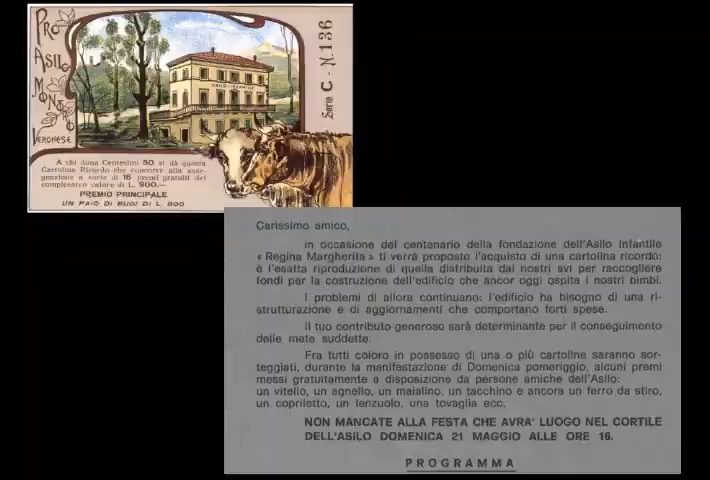 PRO
ASILO
MONTORIO
VERONESE
Serie C - N. 136
ASILO INFANTILE
A chi dona Centesimi 50 si dà questa
Cartolina Ricordo che concorre alla asse-
gnazione a sorte di 16 premi gratuiti del
complessivo valore di L. 900.—
PREMIO PRINCIPALE
UN PAIO DI BUOI DI L. 800
Carissimo amico,
in occasione del centenario della fondazione dell'Asilo Infantile
« Regina Margherita » ti verrà proposto l'acquisto di una cartolina ricordo:
è l'esatta riproduzione di quella distribuita dai nostri avi per raccogliere
fondi per la costruzione dell'edificio che ancor oggi ospita i nostri bimbi.
I problemi di allora continuano: l'edificio ha bisogno di una ri-
strutturazione e di aggiornamenti che comportano forti spese.
Il tuo contributo generoso sarà determinante per il conseguimento
delle mete suddette.
Fra tutti coloro in possesso di una o più cartoline saranno sor-
teggiati, durante la manifestazione di Domenica pomeriggio, alcuni premi
messi gratuitamente a disposizione da persone amiche dell'Asilo:
un vitello, un agnello, un maialino, un tacchino e ancora un ferro da stiro,
un copriletto, un lenzuolo, una tovaglia ecc.
NON MANCATE ALLA FESTA CHE AVRA' LUOGO NEL CORTILE
DELL'ASILO DOMENICA 21 MAGGIO ALLE ORE 16.
PROGRAMMA